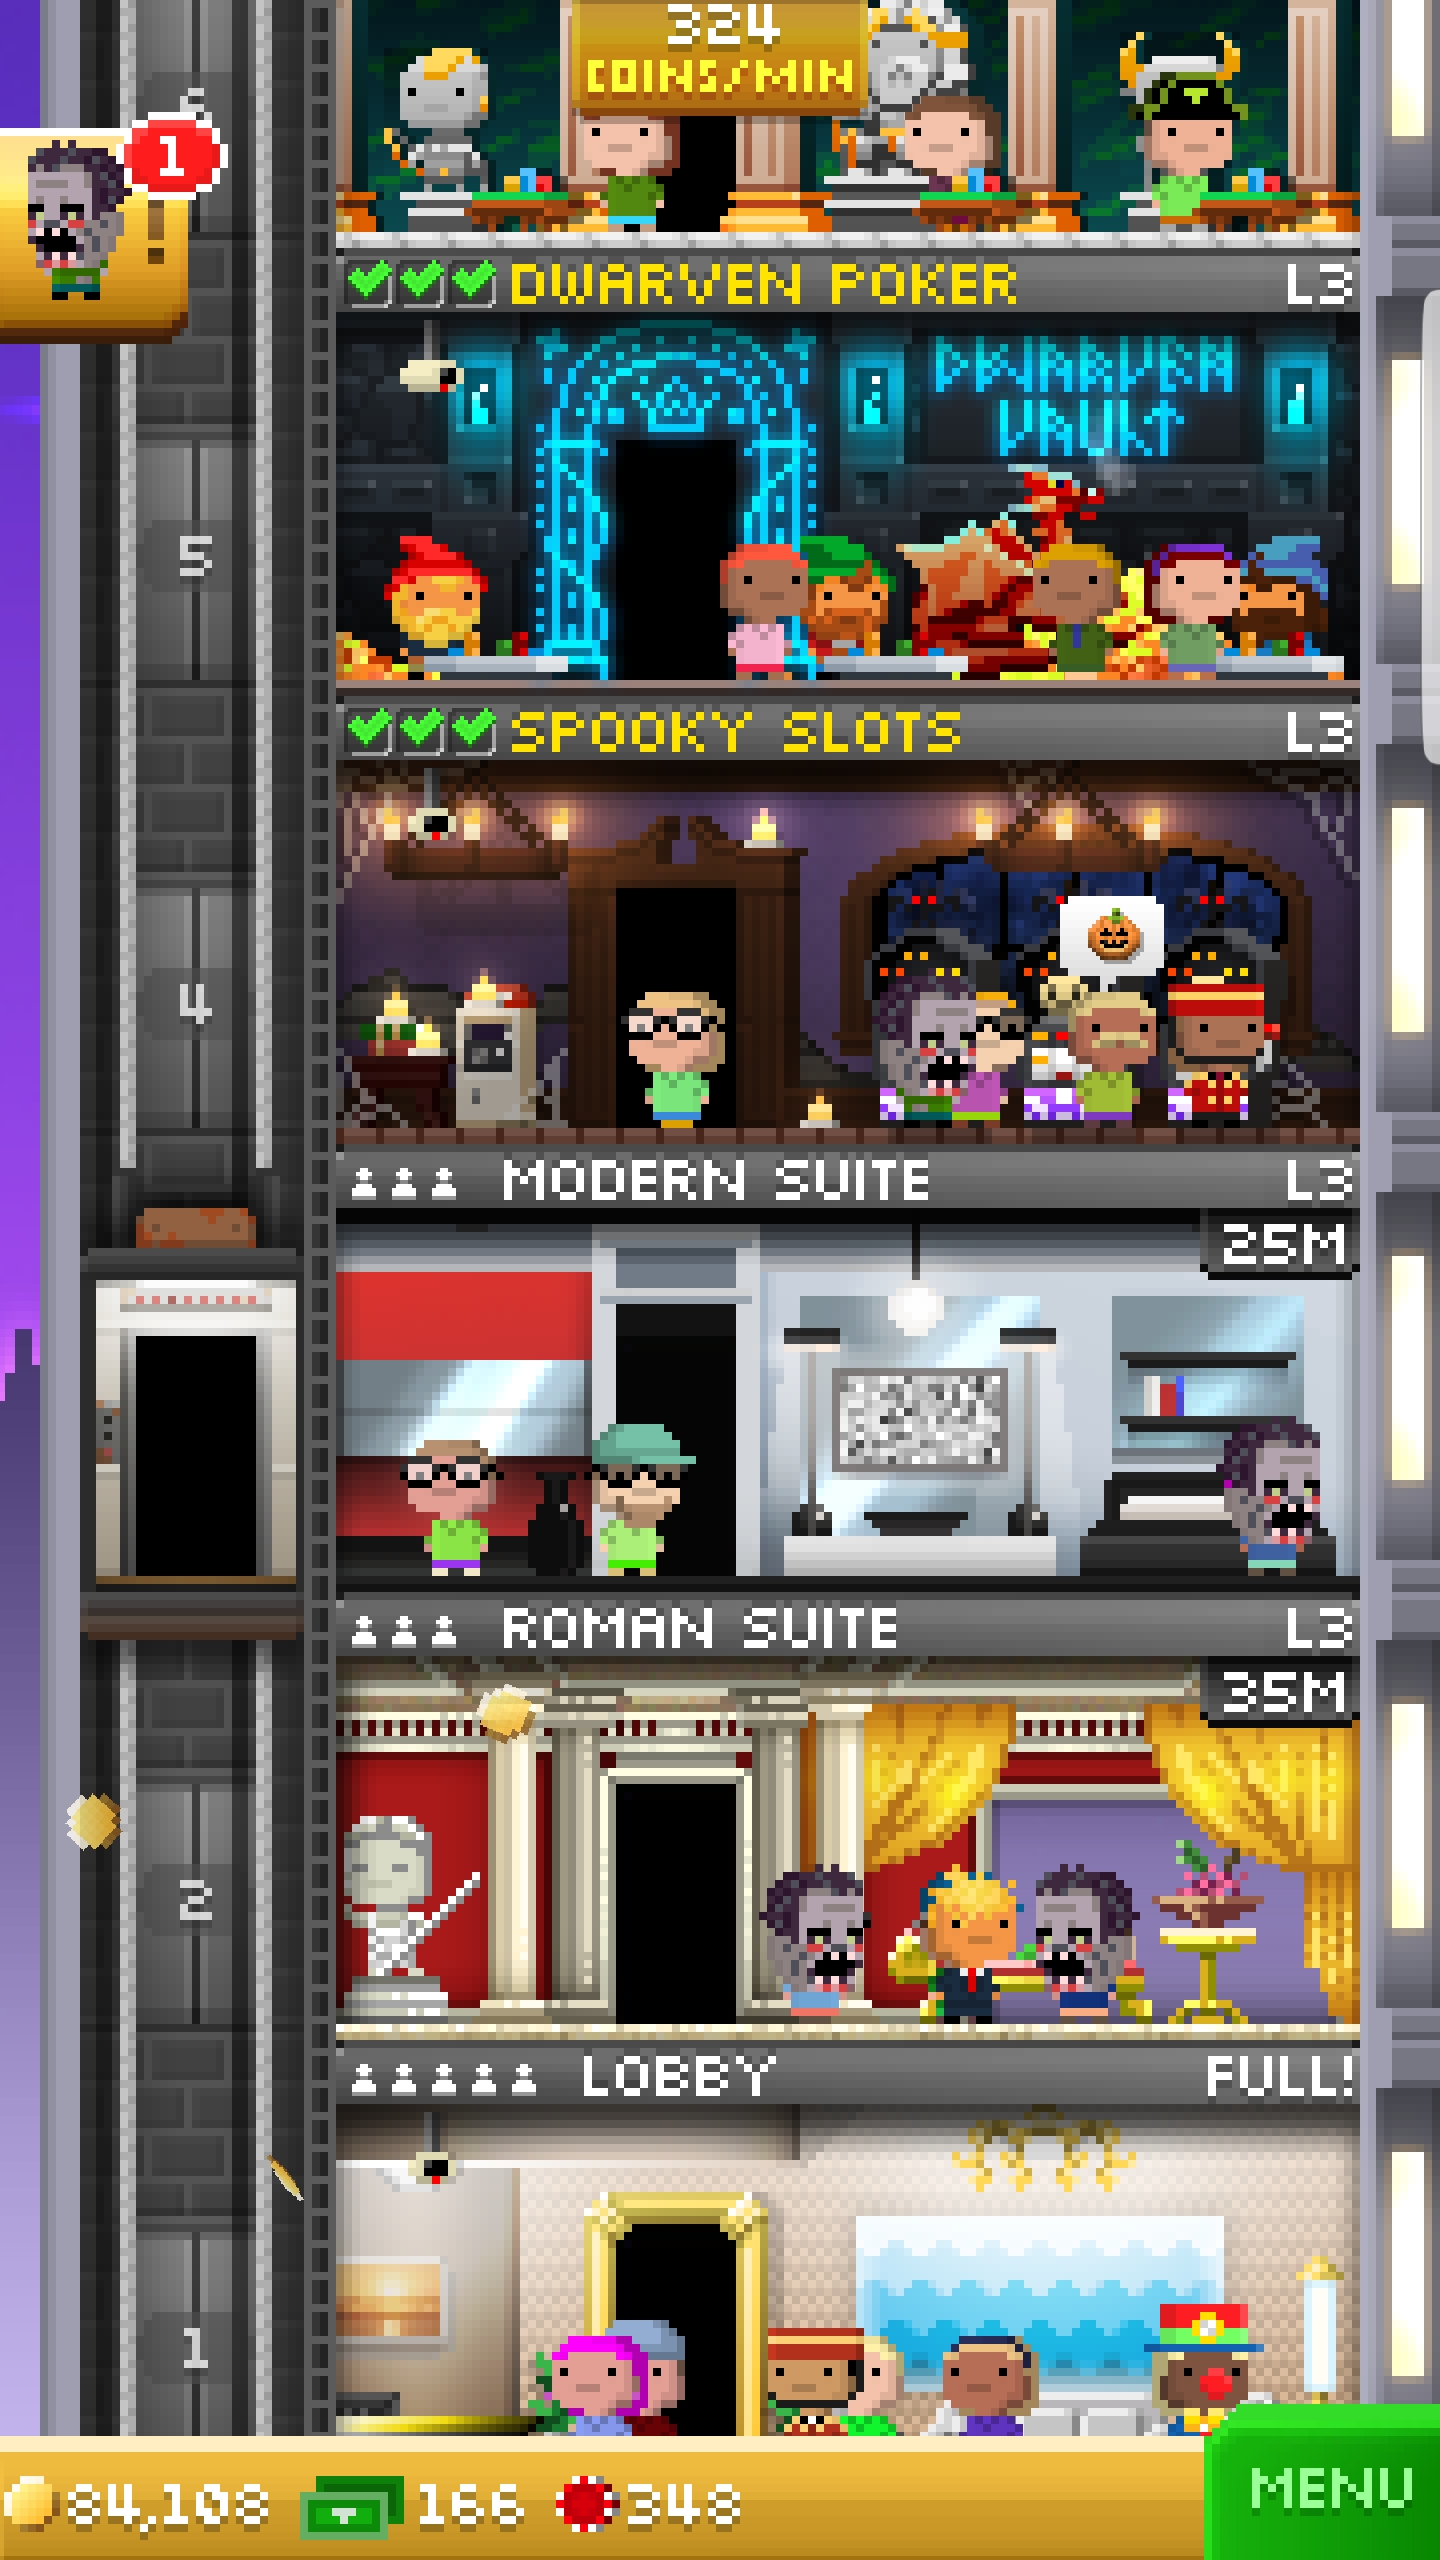 324
COINS/MIN
1
!
DWARVEN POKER L3
DWARVEN
VAULT
5
SPOOKY SLOTS L3
4
MODERN SUITE L3
25M
ROMAN SUITE L3
35M
2
LOBBY FULL!
1
84,108 166 348
MENU